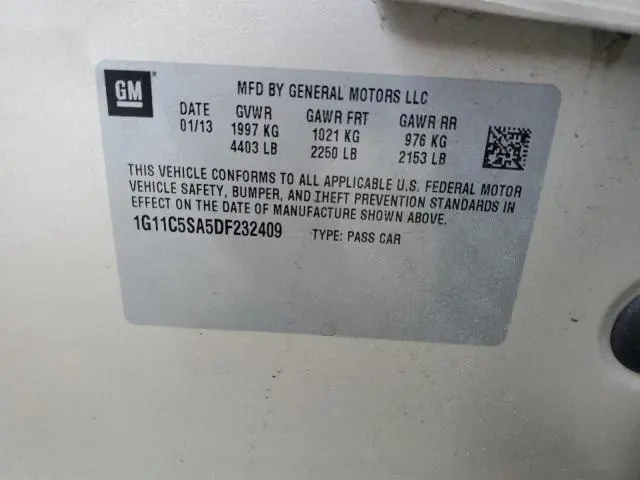 GM
MFD BY GENERAL MOTORS LLC
DATE GVWR GAWR FRT GAWR RR
01/13 1997 KG 1021 KG 976 KG
4403 LB 2250 LB 2153 LB
THIS VEHICLE CONFORMS TO ALL APPLICABLE U.S. FEDERAL MOTOR
VEHICLE SAFETY, BUMPER, AND THEFT PREVENTION STANDARDS IN
EFFECT ON THE DATE OF MANUFACTURE SHOWN ABOVE.
1G11C5SA5DF232409 TYPE: PASS CAR